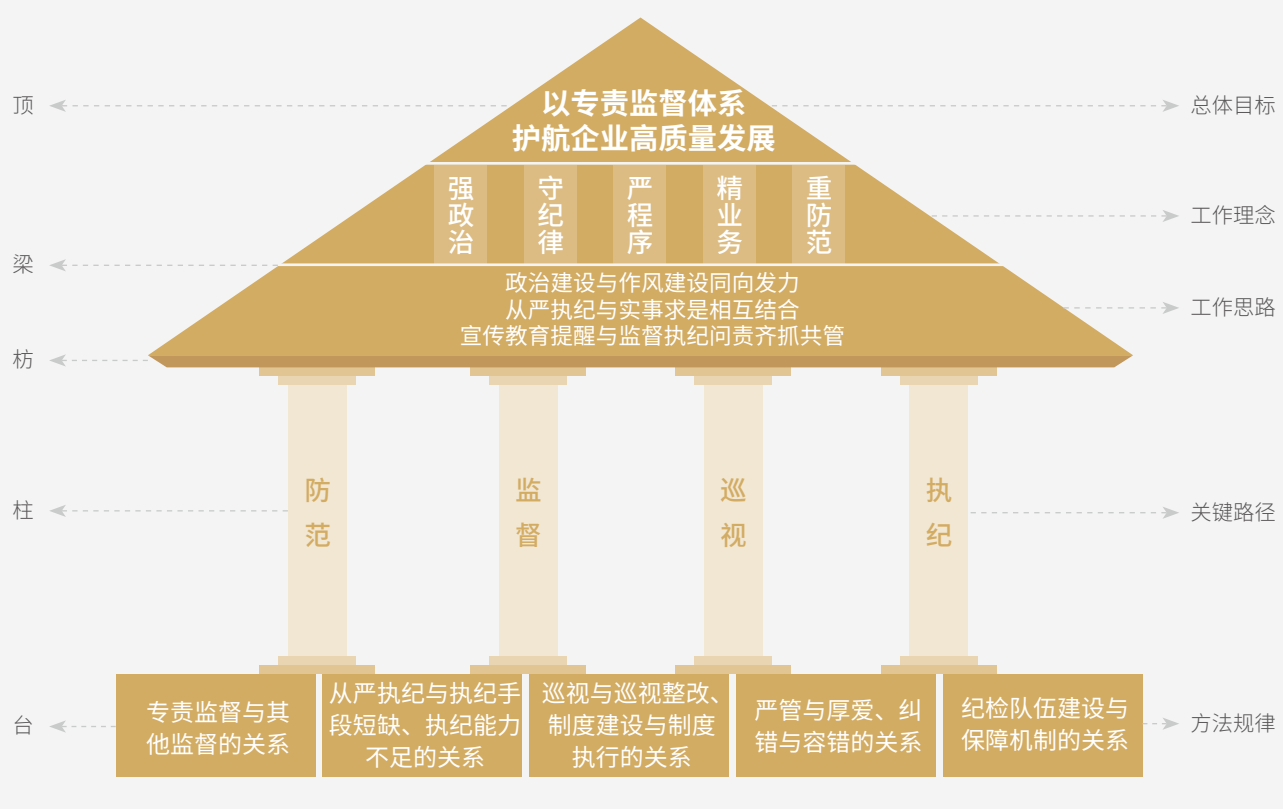 顶
以专责监督体系
护航企业高质量发展
总体目标
强政治
守纪律
严程序
精业务
重防范
工作理念
梁
政治建设与作风建设同向发力
从严执纪与实事求是相互结合
宣传教育提醒与监督执纪问责齐抓共管
工作思路
枋
柱
防范
监督
巡视
执纪
关键路径
台
专责监督与其
他监督的关系
从严执纪与执纪手
段短缺、执纪能力
不足的关系
巡视与巡视整改、
制度建设与制度
执行的关系
严管与厚爱、纠
错与容错的关系
纪检队伍建设与
保障机制的关系
方法规律